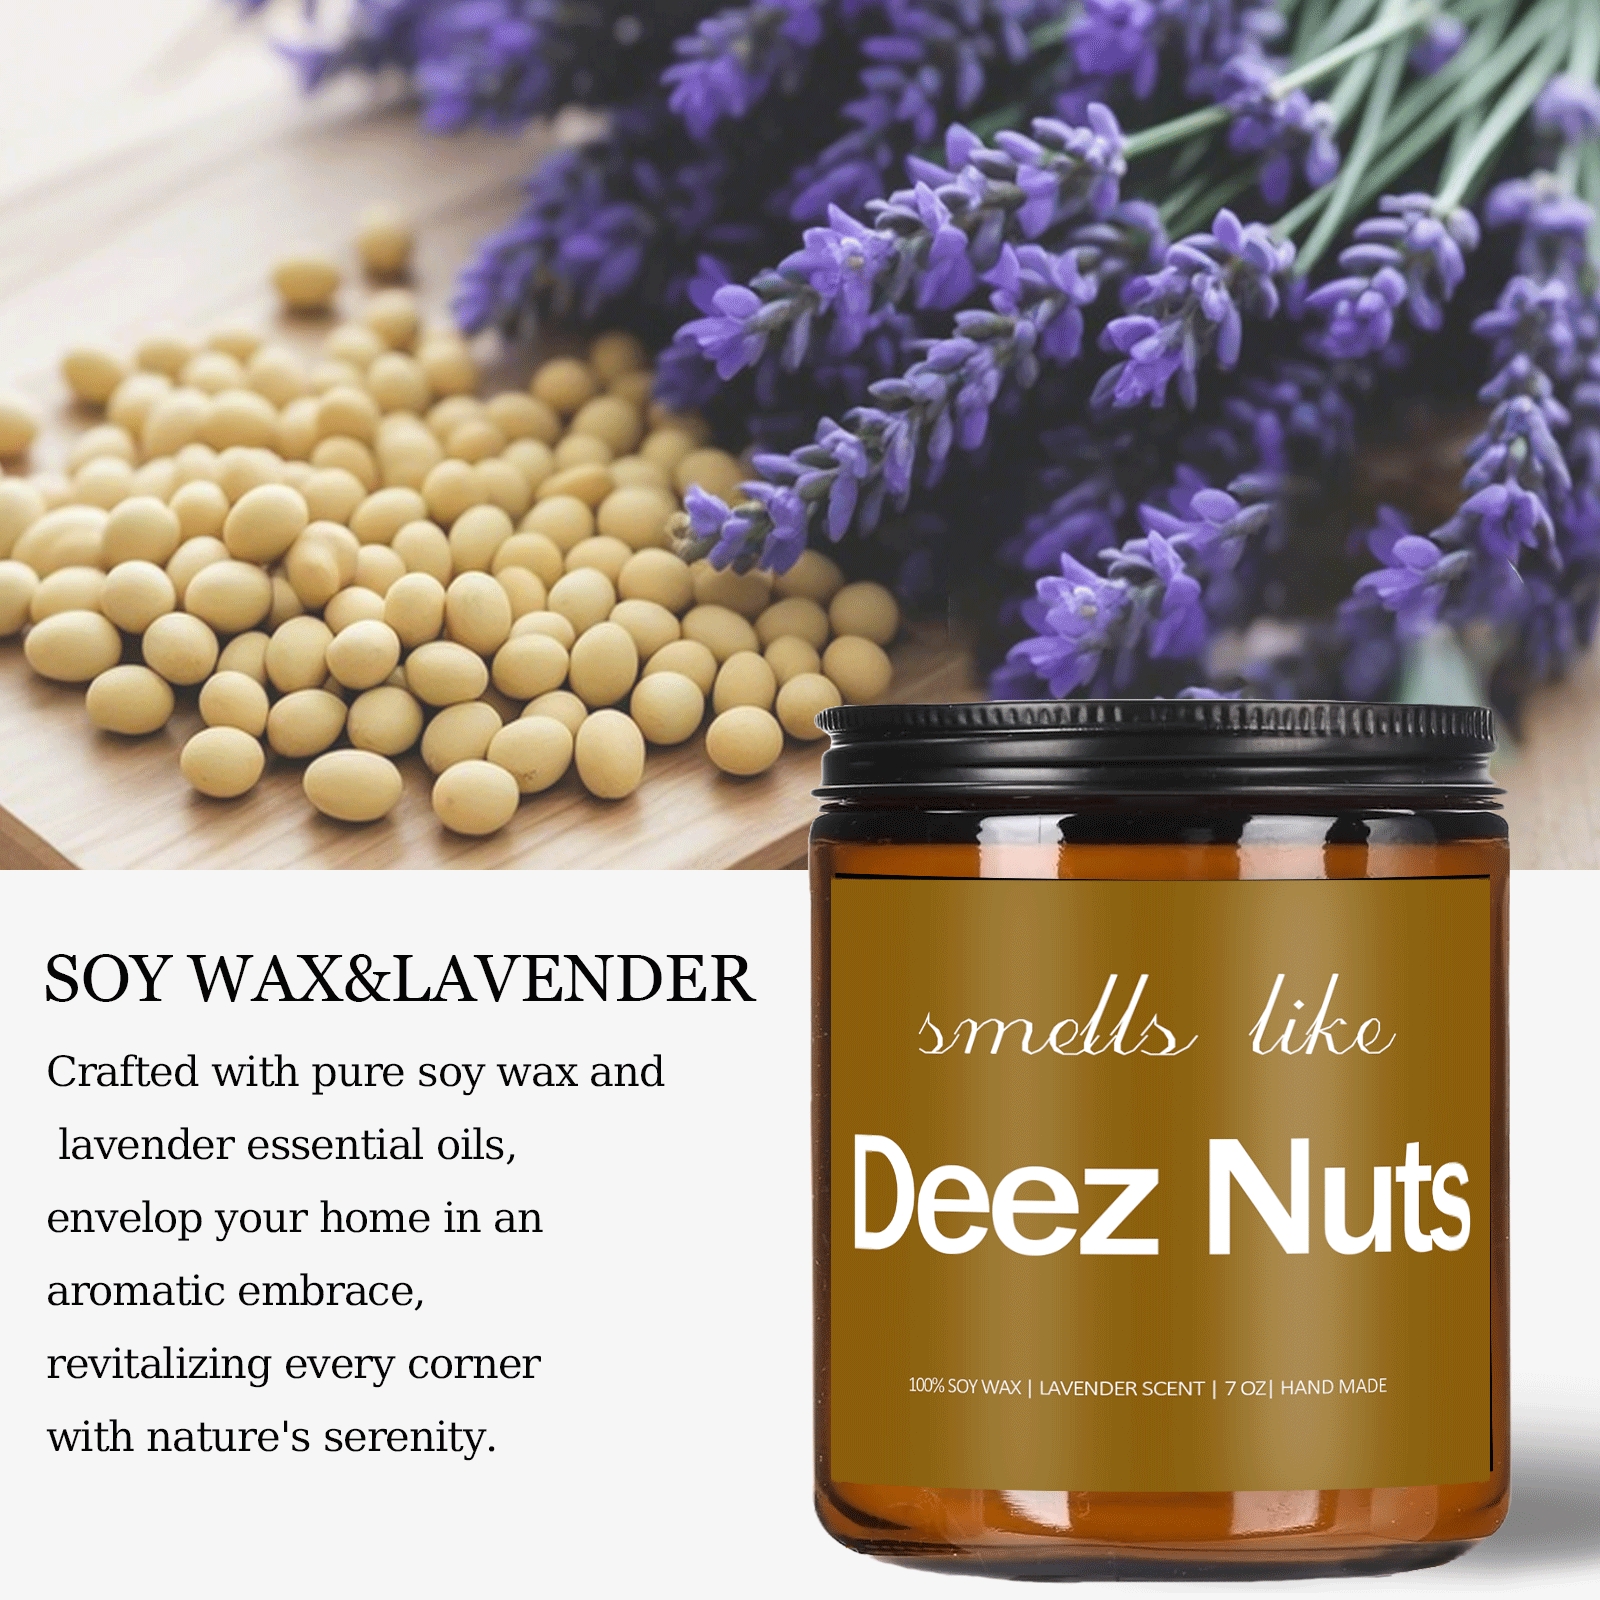 SOY WAX&LAVENDER
Crafted with pure soy wax and
lavender essential oils,
envelop your home in an
aromatic embrace,
revitalizing every corner
with nature's serenity.
smells like
Deez Nuts
100% SOY WAX | LAVENDER SCENT | 7 OZ| HAND MADE